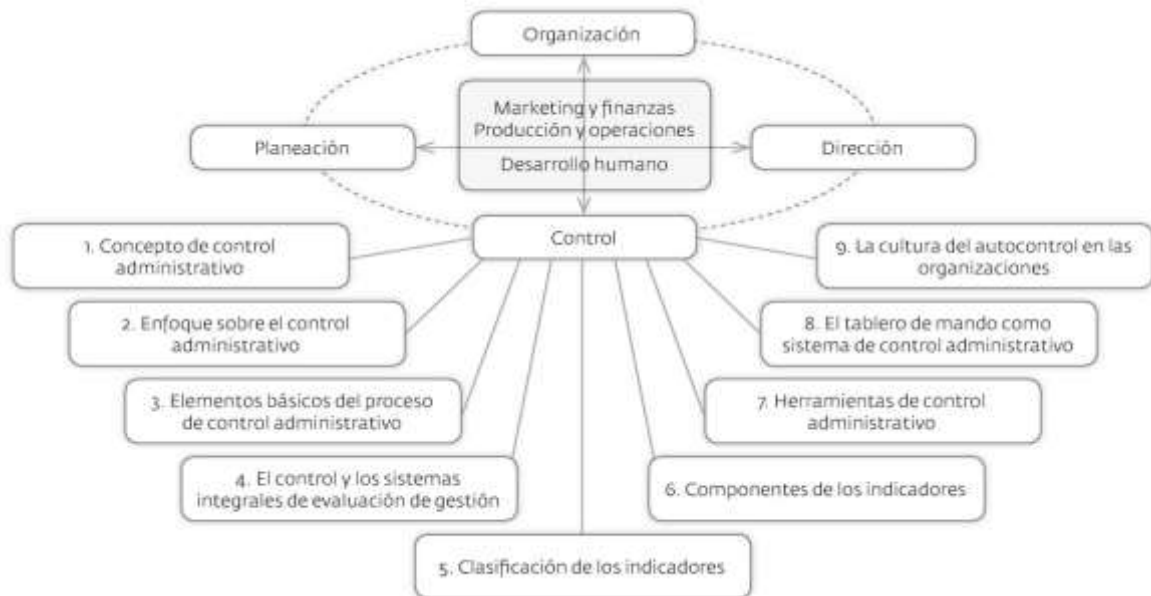 Organización
Marketing y finanzas
Producción y operaciones
Desarrollo humano
Planeación
Dirección
Control
1. Concepto de control
administrativo
2. Enfoque sobre el control
administrativo
3. Elementos básicos del proceso
de control administrativo
4. El control y los sistemas
integrales de evaluación de gestión
5. Clasificación de los indicadores
6. Componentes de los indicadores
7. Herramientas de control
administrativo
8. El tablero de mando como
sistema de control administrativo
9. La cultura del autocontrol en las
organizaciones